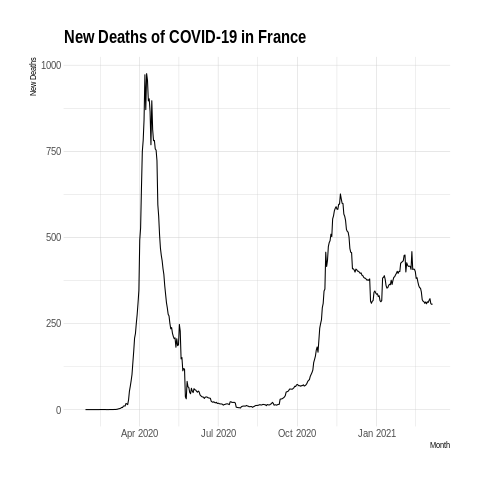 New Deaths of COVID-19 in France
New Deaths
1000
750
500
250
0
Apr 2020
Jul 2020
Oct 2020
Jan 2021
Month